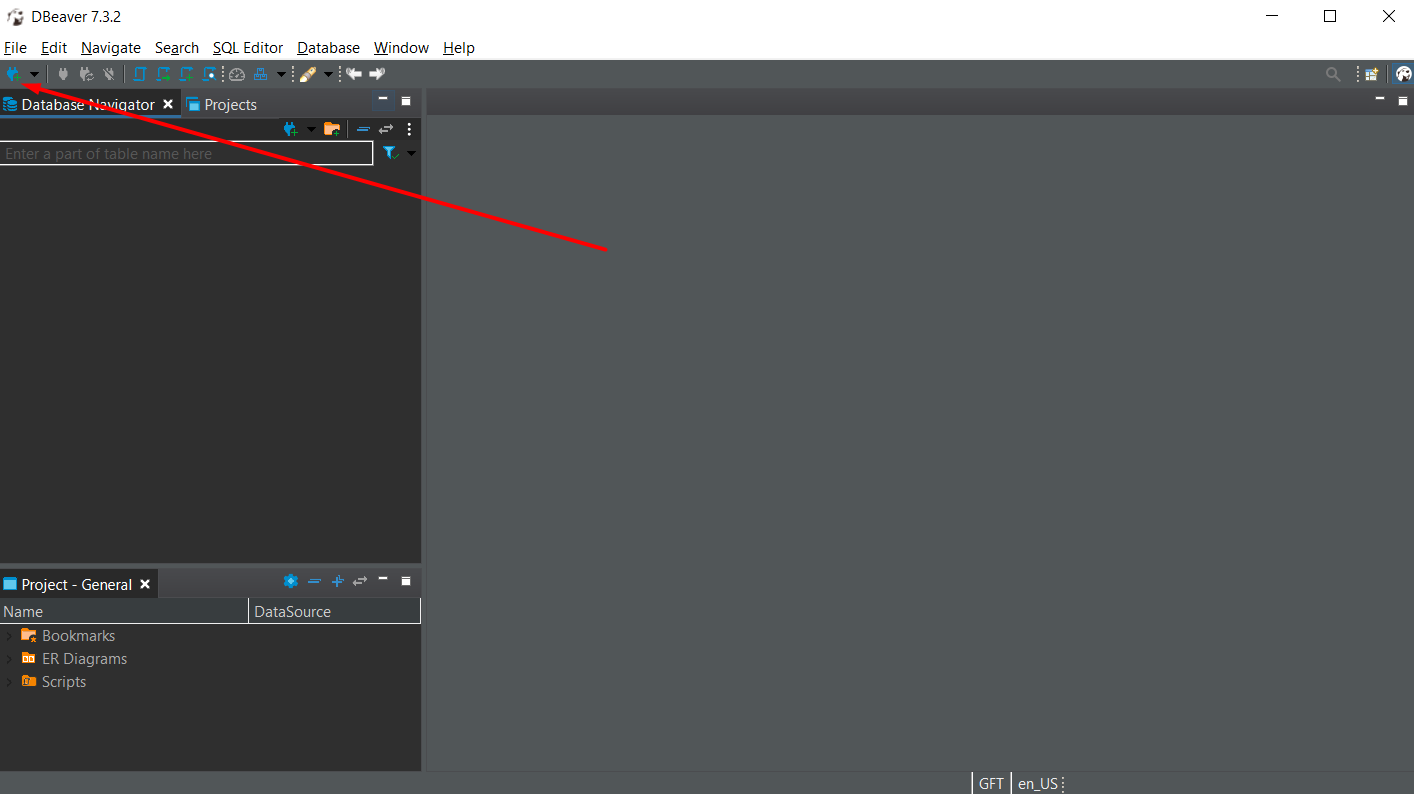 DBeaver 7.3.2
File Edit Navigate Search SQL Editor Database Window Help
Database Navigator Projects
Enter a part of table name here
Project - General
Name DataSource
Bookmarks
ER Diagrams
Scripts
GFT en_US